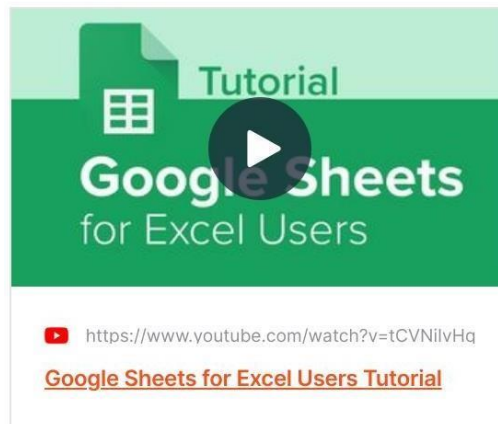 Tutorial
Google Sheets
for Excel Users
https://www.youtube.com/watch?v=tCVNilvHq
Google Sheets for Excel Users Tutorial